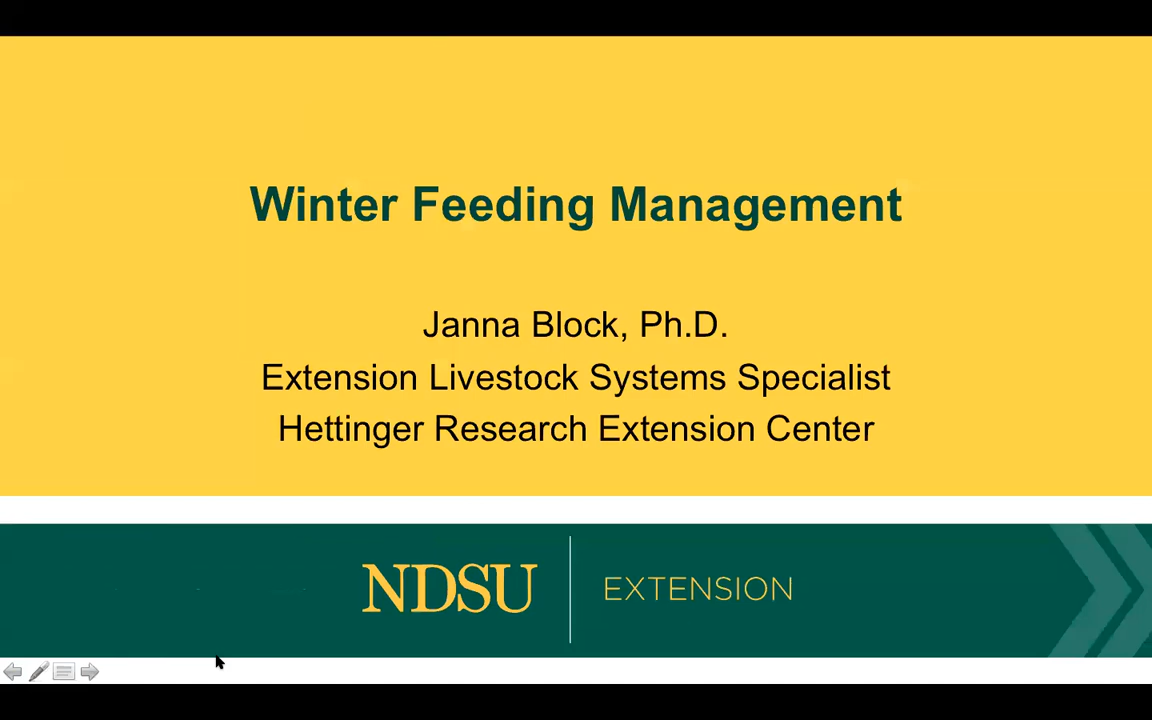 Winter Feeding Management
Janna Block, Ph.D.
Extension Livestock Systems Specialist
Hettinger Research Extension Center
NDSU EXTENSION